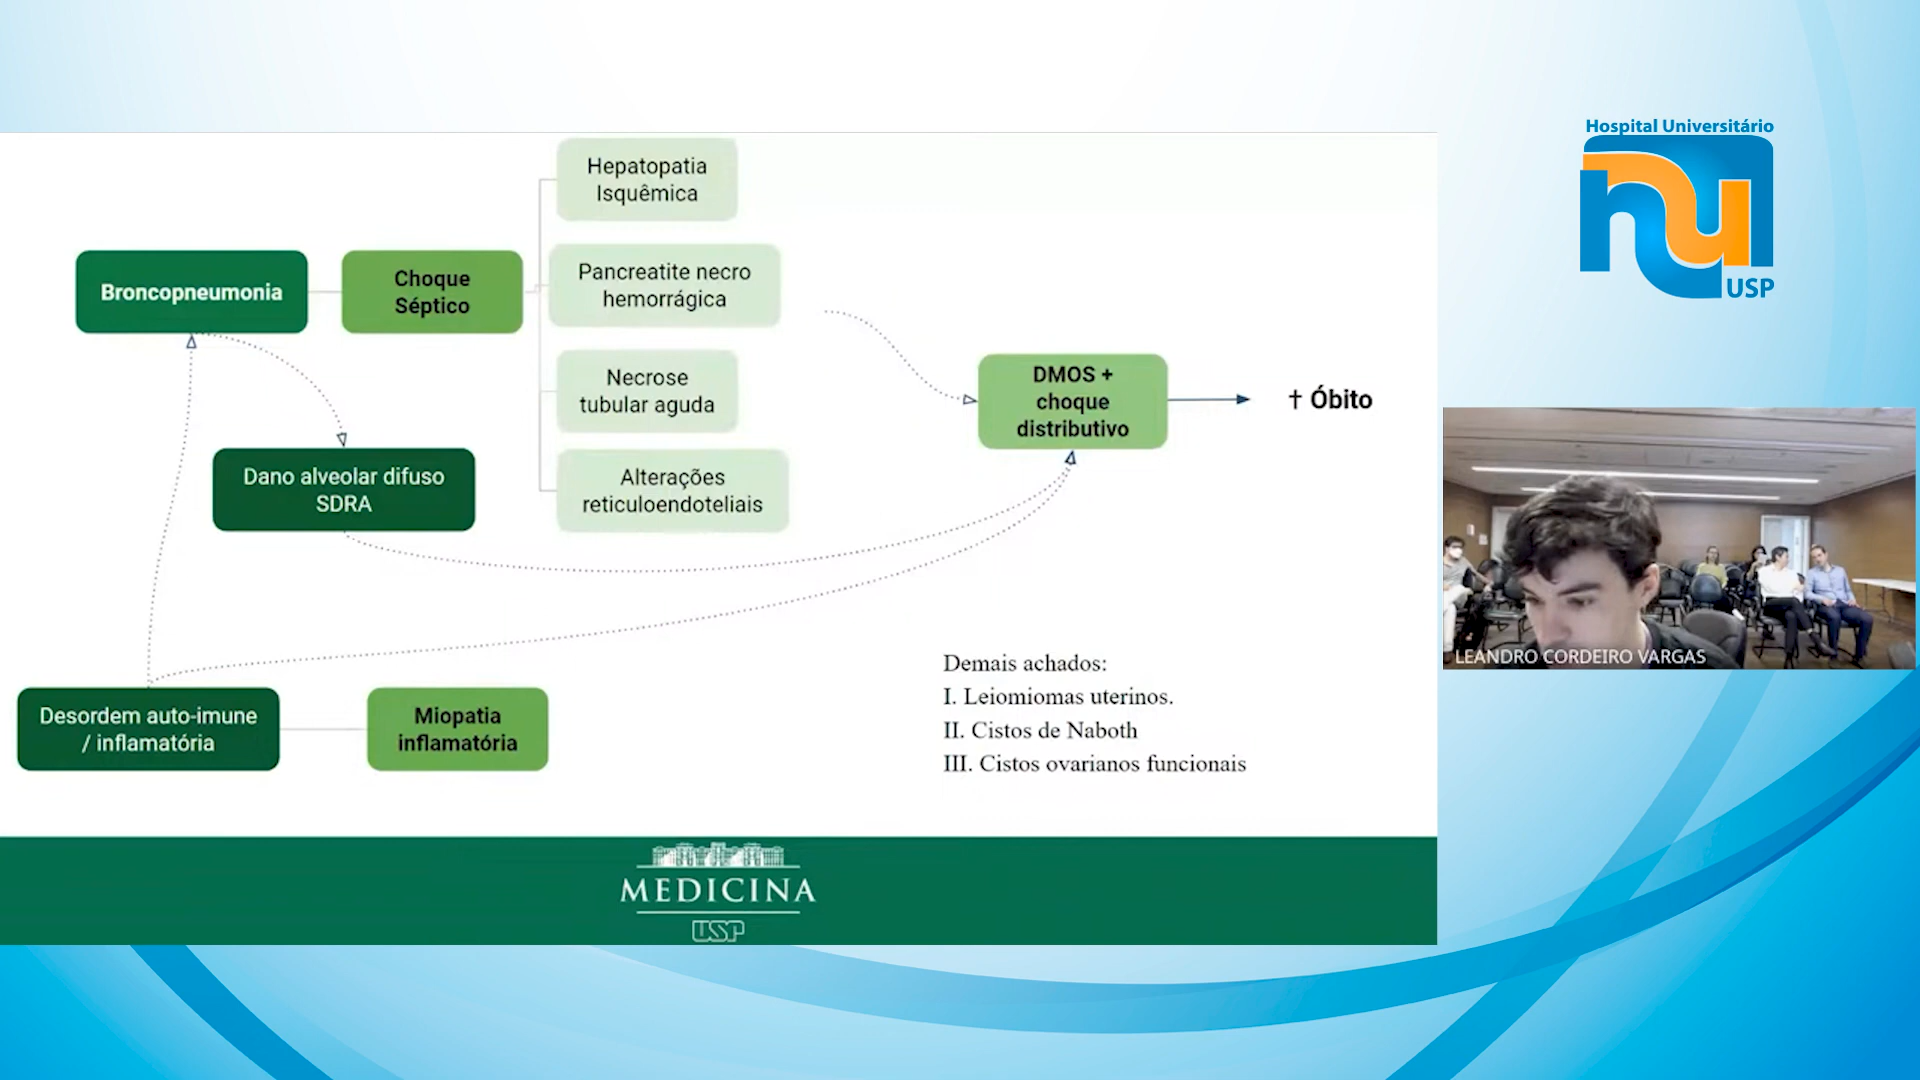 Hospital Universitário
USP
Hepatopatia
Isquêmica
Broncopneumonia
Choque
Séptico
Pancreatite necro
hemorrágica
Necrose
tubular aguda
Alterações
reticuloendoteliais
Dano alveolar difuso
SDRA
DMOS +
choque
distributivo
† Óbito
Desordem auto-imune
/ inflamatória
Miopatia
inflamatória
Demais achados:
I. Leiomiomas uterinos.
II. Cistos de Naboth
III. Cistos ovarianos funcionais
LEANDRO CORDEIRO VARGAS
MEDICINA
USP